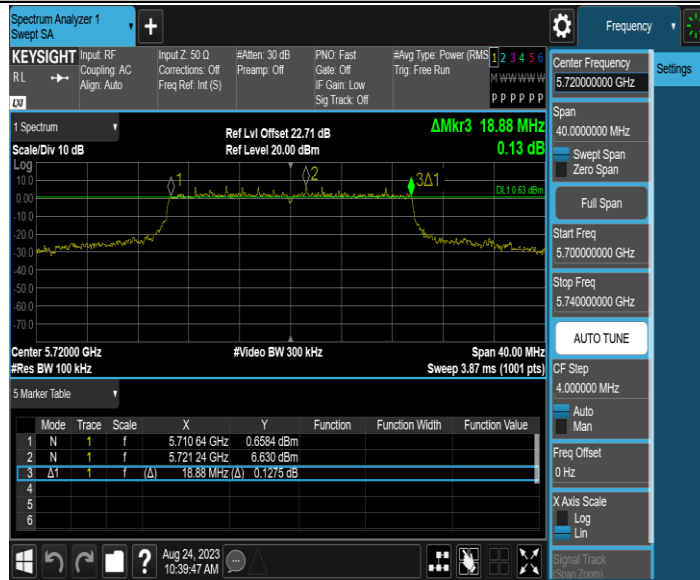 Spectrum Analyzer 1
Swept SA
+
Frequency
KEYSIGHT
RL
LXI
Input: RF
Coupling: AC
Align: Auto
Input Z: 50 Ω
Corrections: Off
Freq Ref: Int (S)
#Atten: 30 dB
Preamp: Off
PNO: Fast
Gate: Off
IF Gain: Low
Sig Track: Off
#Avg Type: Power (RMS
Trig: Free Run
1 2 3 4 5 6
M W W W W W
P P P P P P
Center Frequency
5.720000000 GHz
Settings
Span
40.0000000 MHz
Swept Span
Zero Span
Full Span
Start Freq
5.700000000 GHz
Stop Freq
5.740000000 GHz
AUTO TUNE
CF Step
4.000000 MHz
Auto
Man
Freq Offset
0 Hz
X Axis Scale
Log
Lin
Signal Track
(Span Zoom)
1 Spectrum
Scale/Div 10 dB
Ref Lvl Offset 22.71 dB
Ref Level 20.00 dBm
ΔMkr3 18.88 MHz
0.13 dB
Log
10.0
0.00
-10.0
-20.0
-30.0
-40.0
-50.0
-60.0
-70.0
1
2
3Δ1
DL1 0.63 dBm
Center 5.72000 GHz
#Res BW 100 kHz
#Video BW 300 kHz
Span 40.00 MHz
Sweep 3.87 ms (1001 pts)
5 Marker Table
Mode Trace Scale X Y Function Function Width Function Value
1 N 1 f 5.710 64 GHz 0.6584 dBm
2 N 1 f 5.721 24 GHz 6.630 dBm
3 Δ1 1 f (Δ) 18.88 MHz (Δ) 0.1275 dB
4
5
6
?
Aug 24, 2023
10:39:47 AM